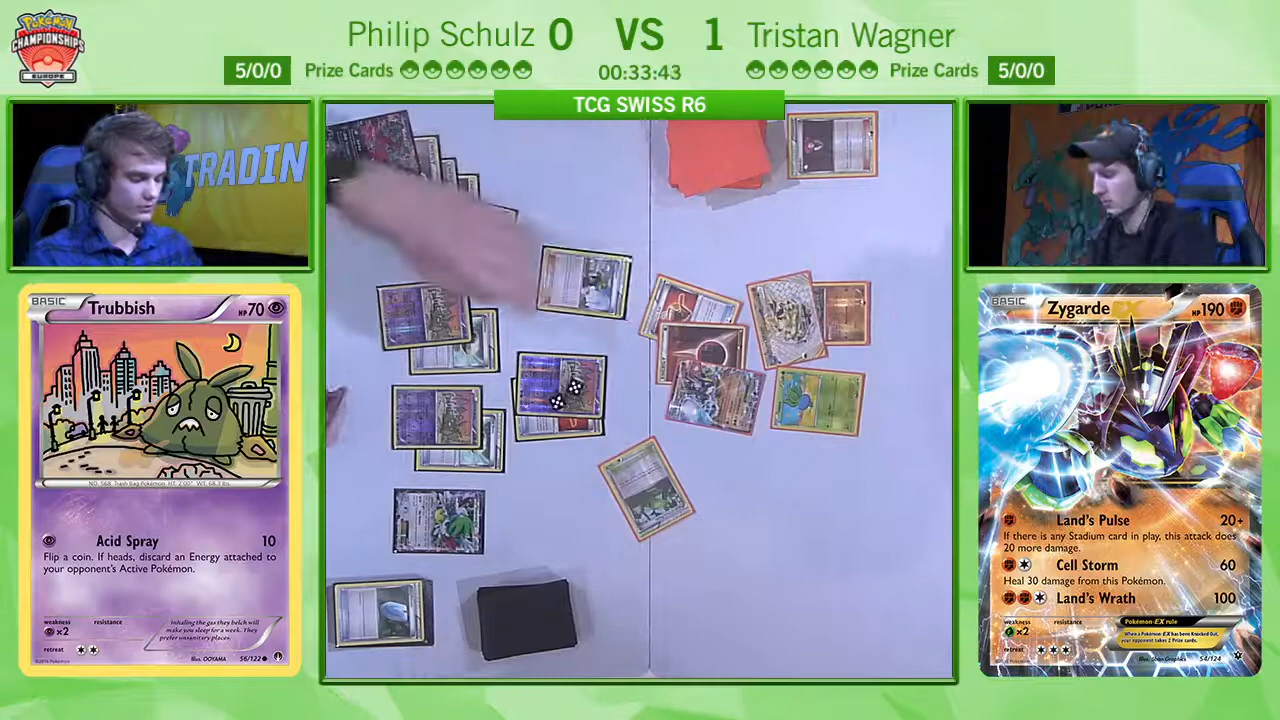 Pokémon
CHAMPIONSHIPS
EUROPE
Philip Schulz 0 VS 1 Tristan Wagner
5/0/0 Prize Cards 00:33:43 Prize Cards 5/0/0
TCG SWISS R6
TRADIN
BASIC Trubbish HP70
NO. 568 Trash Bag Pokémon HT: 2'00" WT: 68.3 lbs.
Acid Spray 10
Flip a coin. If heads, discard an Energy attached to
your opponent's Active Pokémon.
weakness resistance
×2
Inhaling the gas they belch will
make you sleep for a week. They
prefer unsanitary places.
retreat
Illus. OOYAMA 56/122
BASIC Zygarde EX HP190
Land's Pulse 20+
If there is any Stadium card in play, this attack does
20 more damage.
Cell Storm 60
Heal 30 damage from this Pokémon.
Land's Wrath 100
weakness resistance
×2
Pokémon-EX rule
When a Pokémon-EX has been Knocked Out,
your opponent takes 2 Prize cards.
retreat
54/124